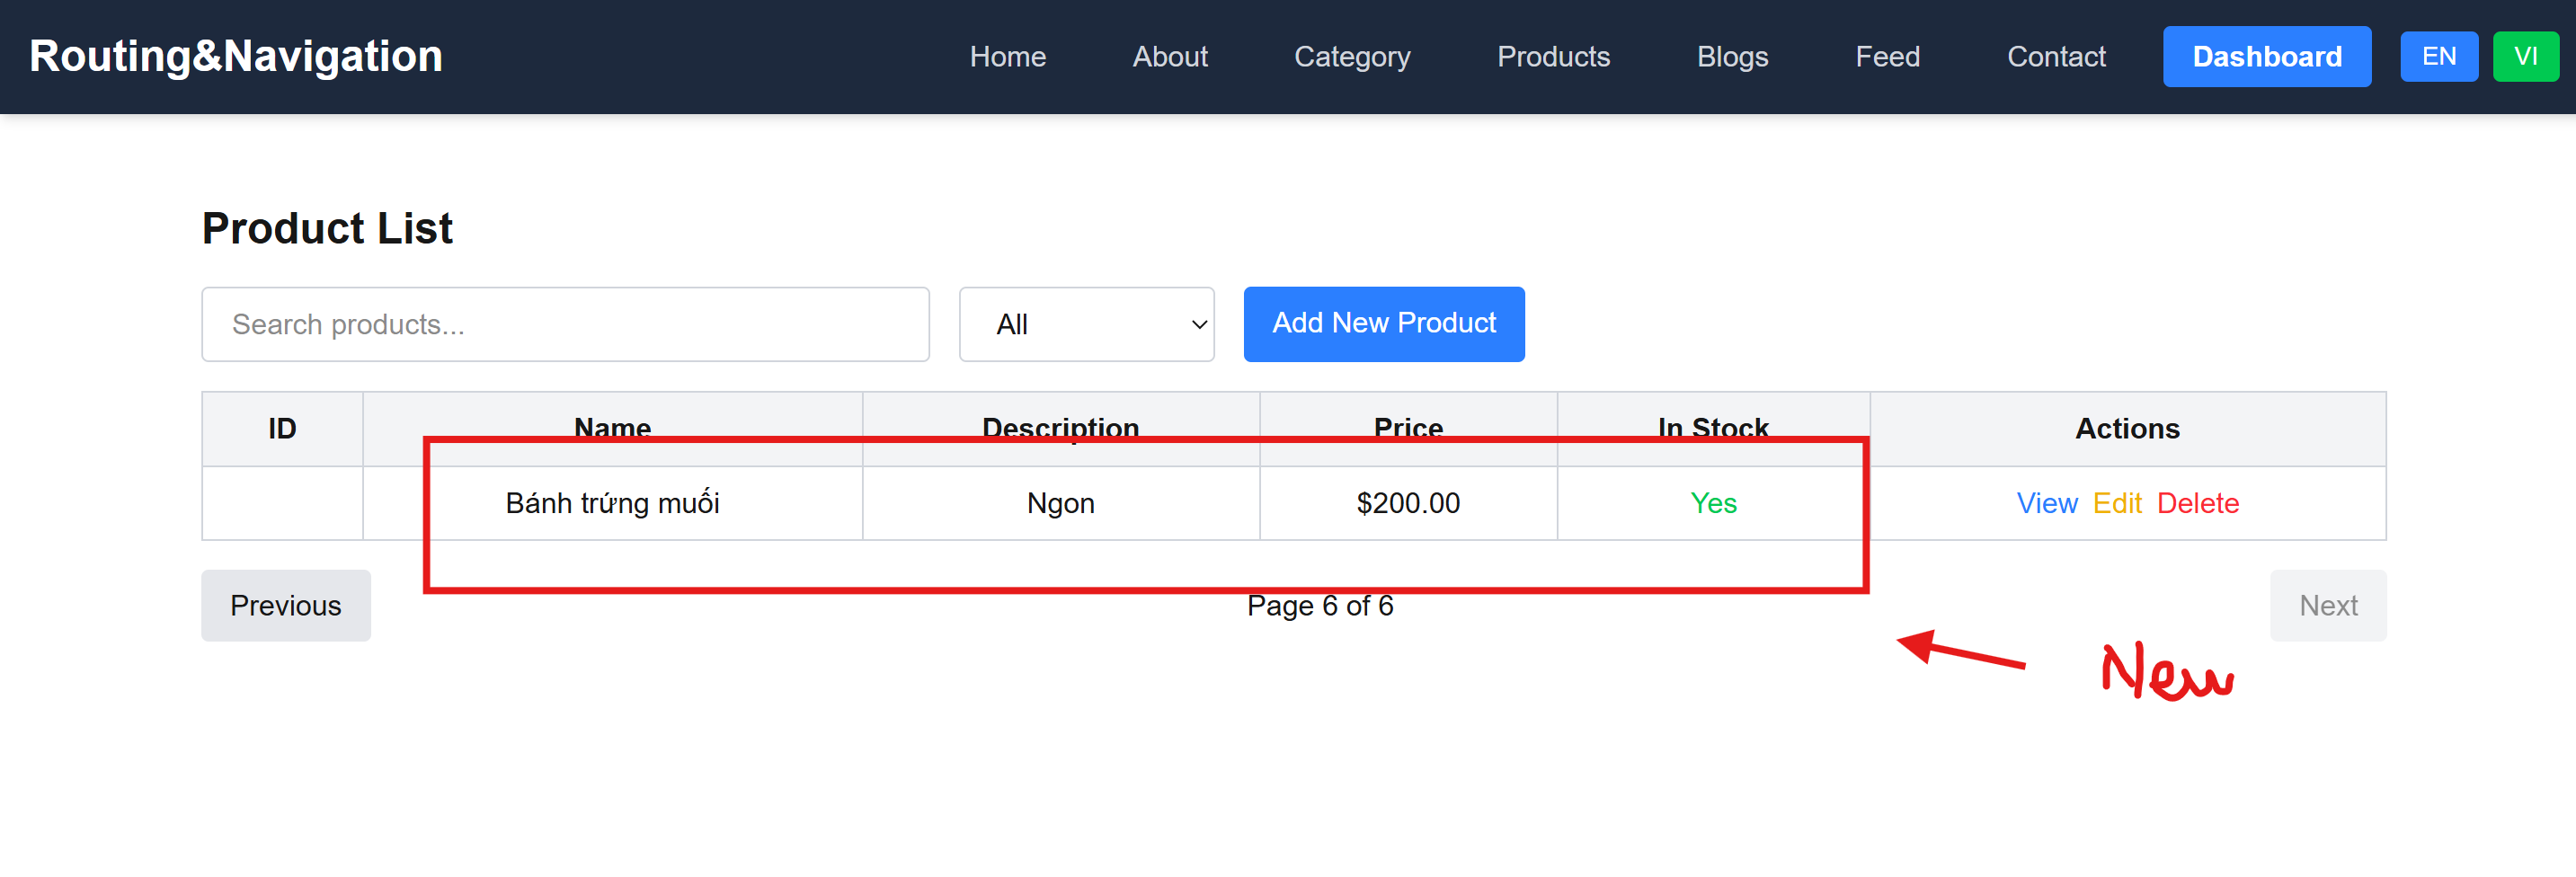 Routing&Navigation Home About Category Products Blogs Feed Contact Dashboard EN VI
Product List
Search products... All Add New Product
ID Name Description Price In Stock Actions
Bánh trứng muối Ngon $200.00 Yes View Edit Delete
Previous Page 6 of 6 Next
New